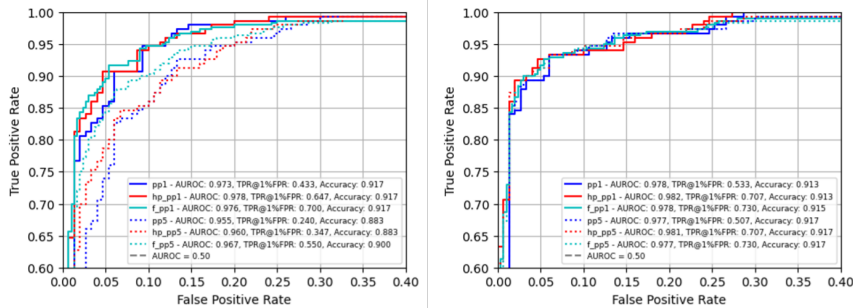 1.00
0.95
0.90
0.85
0.80
0.75
0.70
0.65
0.60
True Positive Rate
pp1 - AUROC: 0.973, TPR@1%FPR: 0.433, Accuracy: 0.917
hp_pp1 - AUROC: 0.978, TPR@1%FPR: 0.647, Accuracy: 0.917
f_pp1 - AUROC: 0.976, TPR@1%FPR: 0.700, Accuracy: 0.917
pp5 - AUROC: 0.955, TPR@1%FPR: 0.240, Accuracy: 0.883
hp_pp5 - AUROC: 0.960, TPR@1%FPR: 0.347, Accuracy: 0.883
f_pp5 - AUROC: 0.967, TPR@1%FPR: 0.550, Accuracy: 0.900
AUROC = 0.50
0.00 0.05 0.10 0.15 0.20 0.25 0.30 0.40
False Positive Rate
1.00
0.95
0.90
0.85
0.80
0.75
0.70
0.65
0.60
True Positive Rate
pp1 - AUROC: 0.978, TPR@1%FPR: 0.533, Accuracy: 0.913
hp_pp1 - AUROC: 0.982, TPR@1%FPR: 0.707, Accuracy: 0.913
f_pp1 - AUROC: 0.978, TPR@1%FPR: 0.730, Accuracy: 0.915
pp5 - AUROC: 0.977, TPR@1%FPR: 0.507, Accuracy: 0.917
hp_pp5 - AUROC: 0.981, TPR@1%FPR: 0.707, Accuracy: 0.917
f_pp5 - AUROC: 0.977, TPR@1%FPR: 0.730, Accuracy: 0.917
AUROC = 0.50
0.00 0.05 0.10 0.15 0.20 0.25 0.30 0.40
False Positive Rate